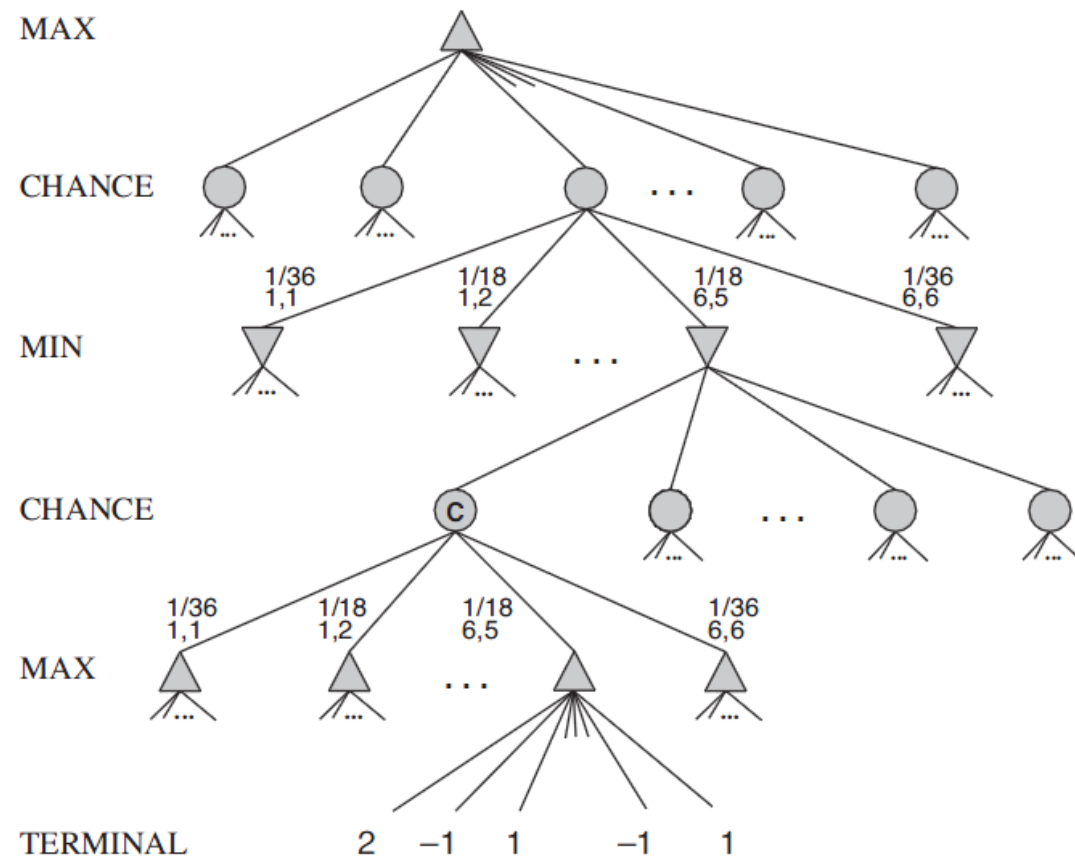 MAX
CHANCE
...
... ... ... ... 
1/36 1/18 1/18 1/36
1,1 1,2 6,5 6,6
MIN
...
... ... ...
CHANCE
C
...
... ... ...
1/36 1/18 1/18 1/36
1,1 1,2 6,5 6,6
MAX
...
... ... ...
TERMINAL 2 –1 1 –1 1